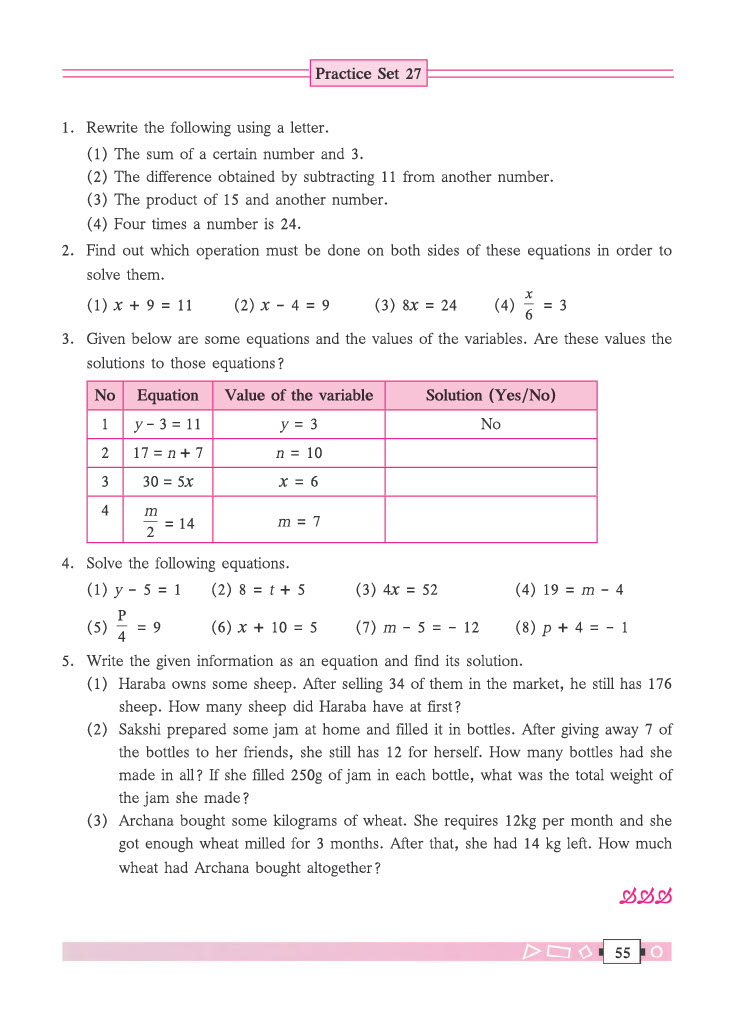 Practice Set 27
1. Rewrite the following using a letter.
(1) The sum of a certain number and 3.
(2) The difference obtained by subtracting 11 from another number.
(3) The product of 15 and another number.
(4) Four times a number is 24.
2. Find out which operation must be done on both sides of these equations in order to
solve them.
(1) x + 9 = 11 (2) x - 4 = 9 (3) 8x = 24 (4) x/6 = 3
3. Given below are some equations and the values of the variables. Are these values the
solutions to those equations?
No Equation Value of the variable Solution (Yes/No)
1 y - 3 = 11 y = 3 No
2 17 = n + 7 n = 10
3 30 = 5x x = 6
4 m/2 = 14 m = 7
4. Solve the following equations.
(1) y - 5 = 1 (2) 8 = t + 5 (3) 4x = 52 (4) 19 = m - 4
(5) P/4 = 9 (6) x + 10 = 5 (7) m - 5 = - 12 (8) p + 4 = - 1
5. Write the given information as an equation and find its solution.
(1) Haraba owns some sheep. After selling 34 of them in the market, he still has 176
sheep. How many sheep did Haraba have at first?
(2) Sakshi prepared some jam at home and filled it in bottles. After giving away 7 of
the bottles to her friends, she still has 12 for herself. How many bottles had she
made in all? If she filled 250g of jam in each bottle, what was the total weight of
the jam she made?
(3) Archana bought some kilograms of wheat. She requires 12kg per month and she
got enough wheat milled for 3 months. After that, she had 14 kg left. How much
wheat had Archana bought altogether?
55